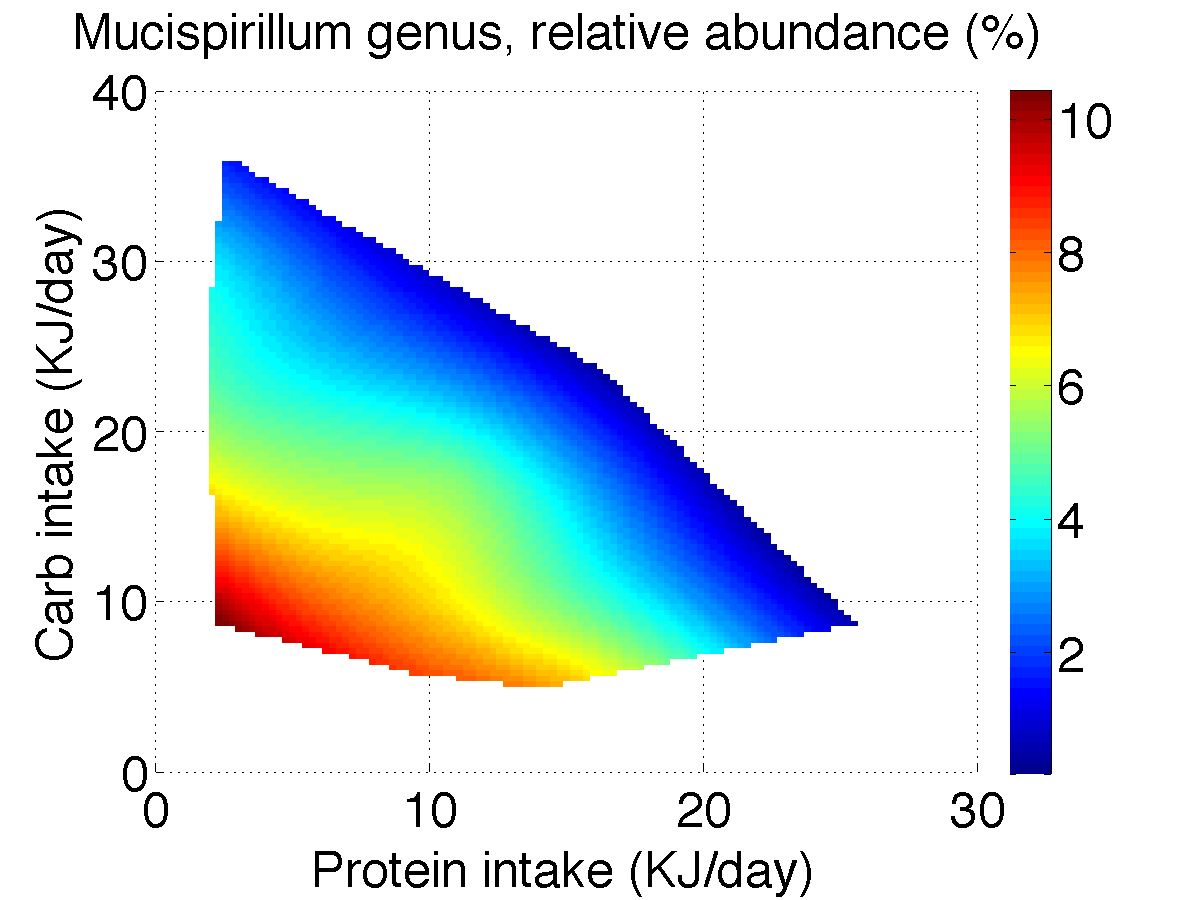 Mucispirillum genus, relative abundance (%)
40
30
20
10
0
Carb intake (KJ/day)
0 10 20 30
Protein intake (KJ/day)
10
8
6
4
2